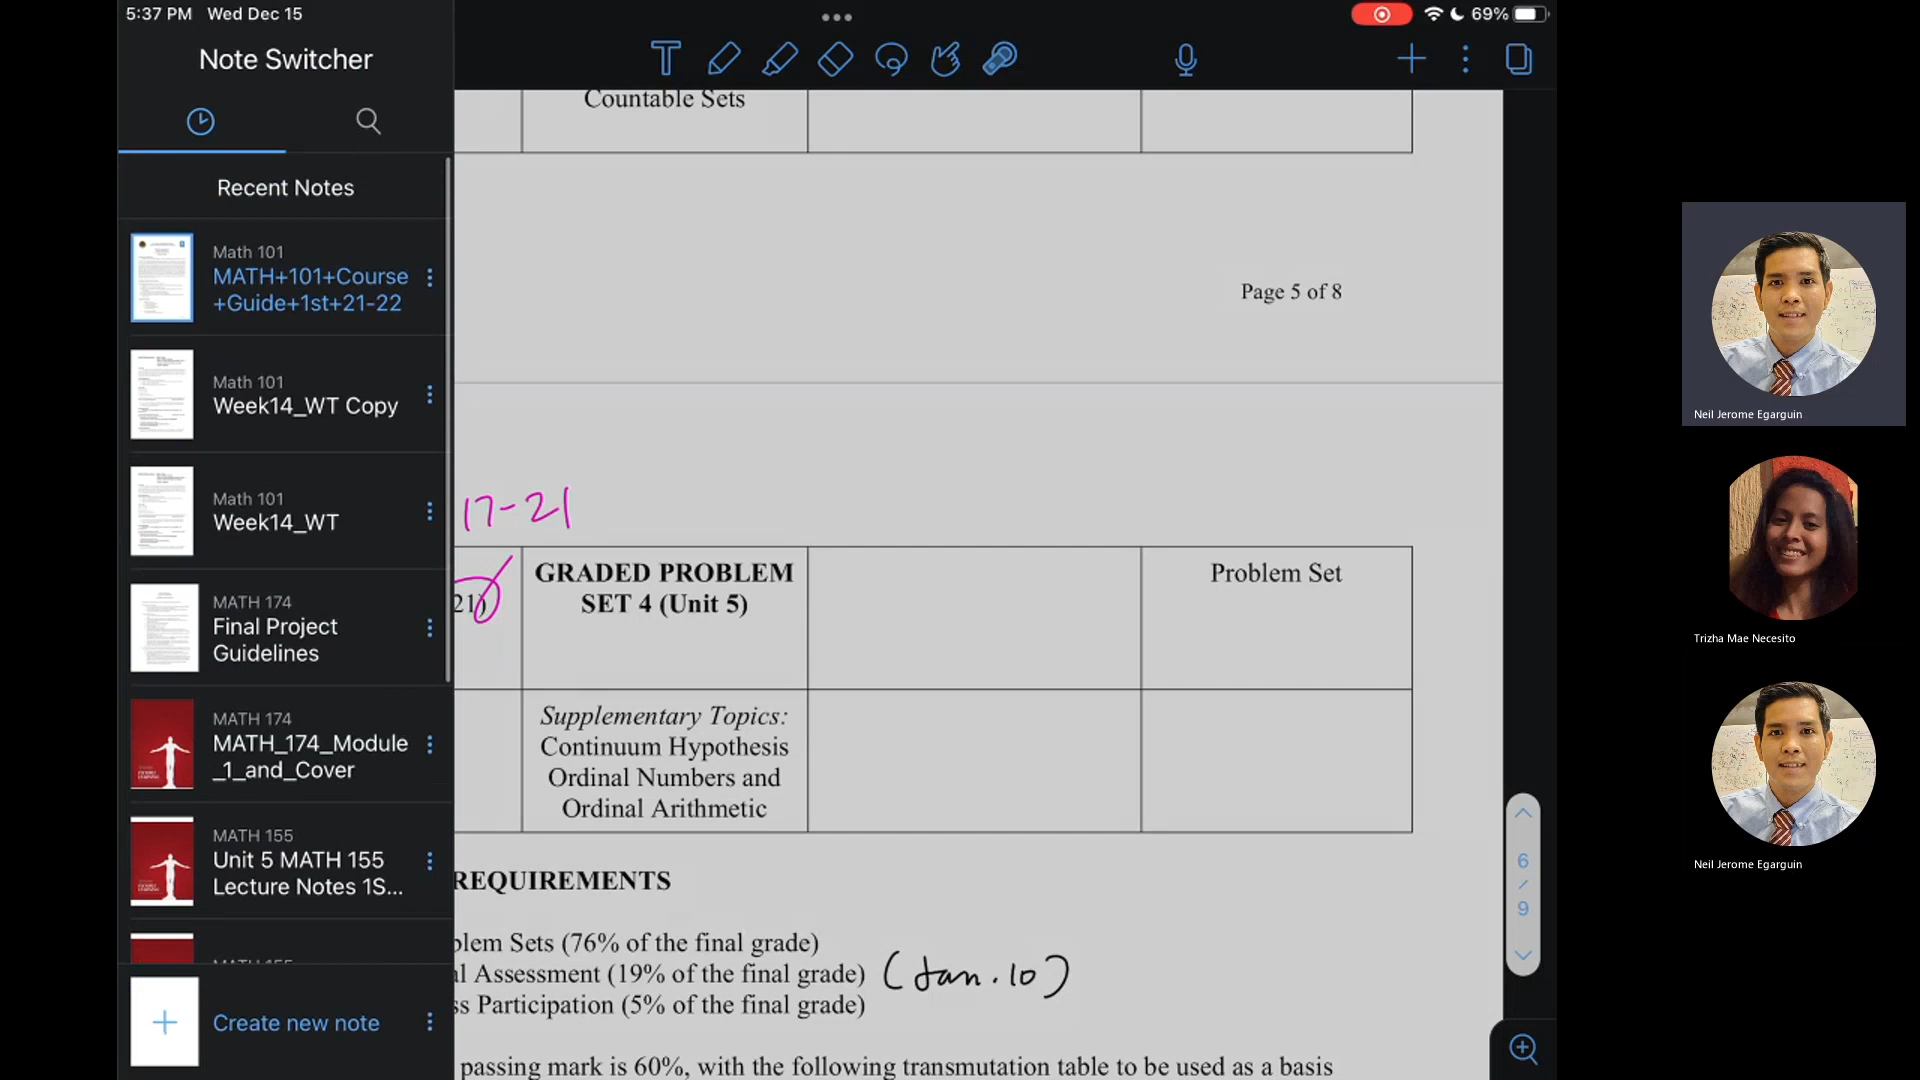 5:37 PM Wed Dec 15
69%
Note Switcher
Recent Notes
Math 101
MATH+101+Course
+Guide+1st+21-22
Math 101
Week14_WT Copy
Math 101
Week14_WT
MATH 174
Final Project
Guidelines
MATH 174
MATH_174_Module
_1_and_Cover
MATH 155
Unit 5 MATH 155
Lecture Notes 1S...
MATH 155
Create new note
Countable Sets
Page 5 of 8
17-21
21)
GRADED PROBLEM
SET 4 (Unit 5)
Problem Set
Supplementary Topics:
Continuum Hypothesis
Ordinal Numbers and
Ordinal Arithmetic
REQUIREMENTS
blem Sets (76% of the final grade)
al Assessment (19% of the final grade) (Jan. 10)
ss Participation (5% of the final grade)
passing mark is 60%, with the following transmutation table to be used as a basis
6
/
9
Neil Jerome Egarguin
Trizha Mae Necesito
Neil Jerome Egarguin